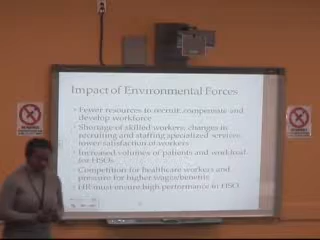 Impact of Environmental Forces
• Fewer resources to recruit, compensate and
develop workforce
• Shortage of skilled workers, changes in
recruiting and staffing specialized services,
lower satisfaction of workers
• Increased volumes of patients and workload
for HSOs
• Competition for healthcare workers and
pressure for higher wages/benefits
• HR must ensure high performance in HSO